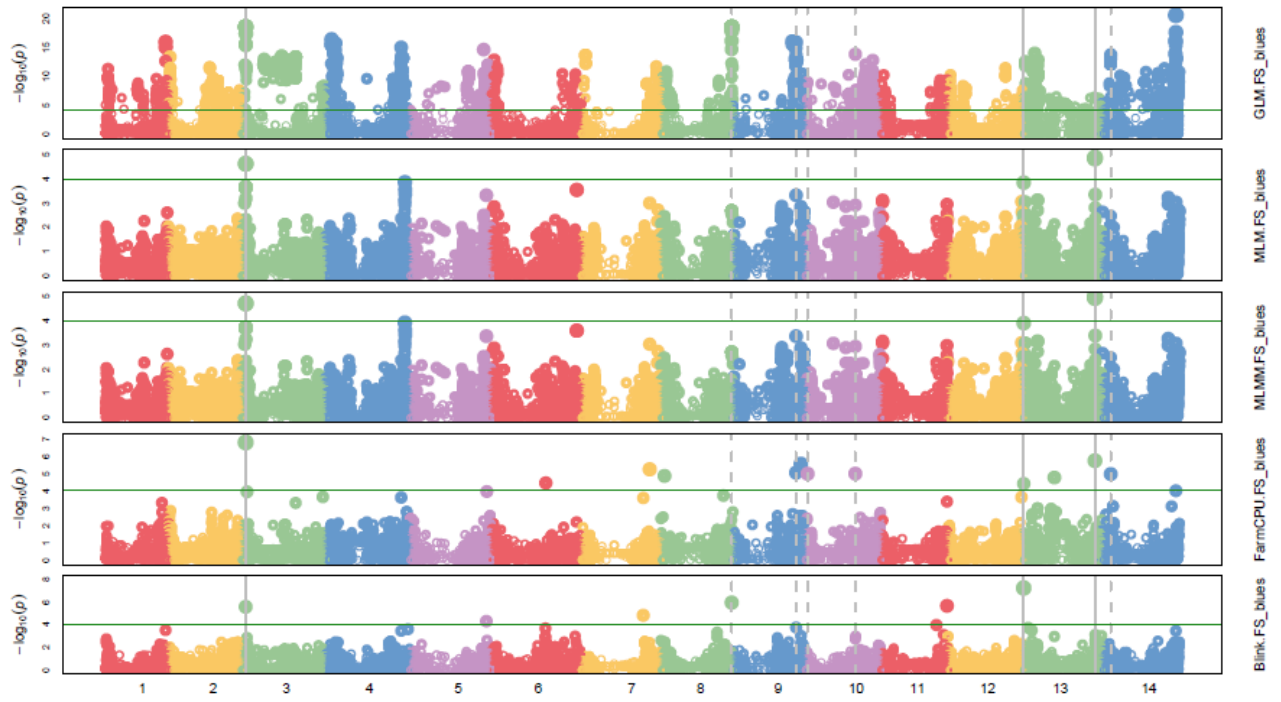 20
15
10
5
0
−log₁₀(p)
GLM.FS_blues
5
4
3
2
1
0
−log₁₀(p)
MLM.FS_blues
5
4
3
2
1
0
−log₁₀(p)
MLMM.FS_blues
7
6
5
4
3
2
1
0
−log₁₀(p)
FarmCPU.FS_blues
8
6
4
2
0
−log₁₀(p)
Blink.FS_blues
1 2 3 4 5 6 7 8 9 10 11 12 13 14